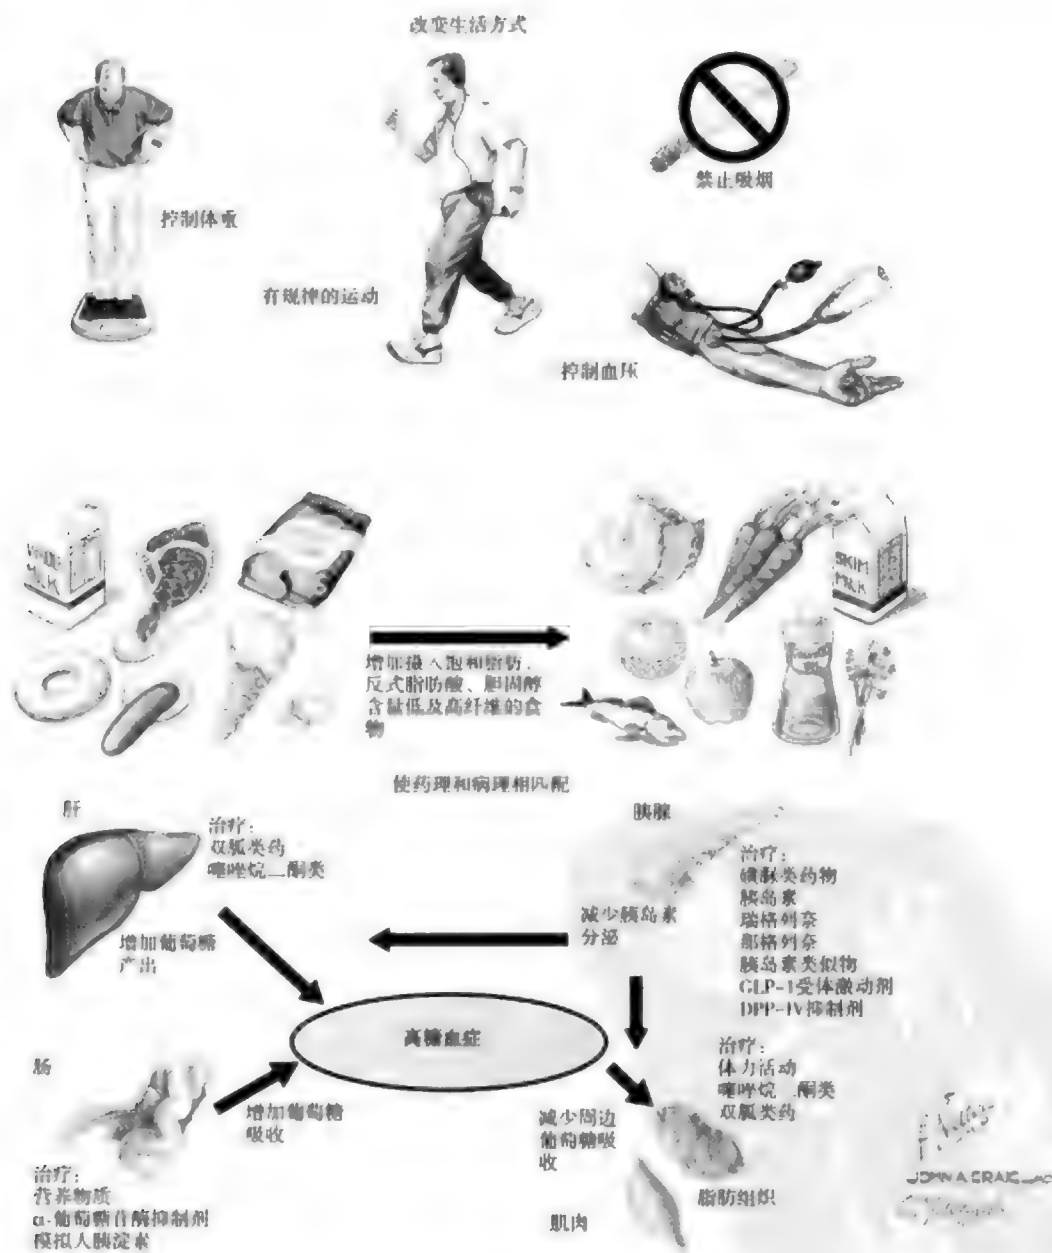 改变生活方式
控制体重
有规律的运动
禁止吸烟
控制血压
WHOLE
MILK
SKIM
MILK
增加摄入饱和脂肪、
反式脂肪酸、胆固醇
含量低及高纤维的食
物
使药理和病理相匹配
肝
治疗：
双胍类药
噻唑烷二酮类
增加葡萄糖
产出
胰腺
治疗：
磺脲类药物
胰岛素
瑞格列奈
那格列奈
胰岛素类似物
GLP-1受体激动剂
DPP-IV抑制剂
减少胰岛素
分泌
高糖血症
肠
增加葡萄糖
吸收
治疗：
营养物质
α-葡萄糖苷酶抑制剂
模拟人胰淀素
治疗：
体力活动
噻唑烷二酮类
双胍类药
减少周边
葡萄糖吸
收
脂肪组织
肌肉
JOHN A CRAIG